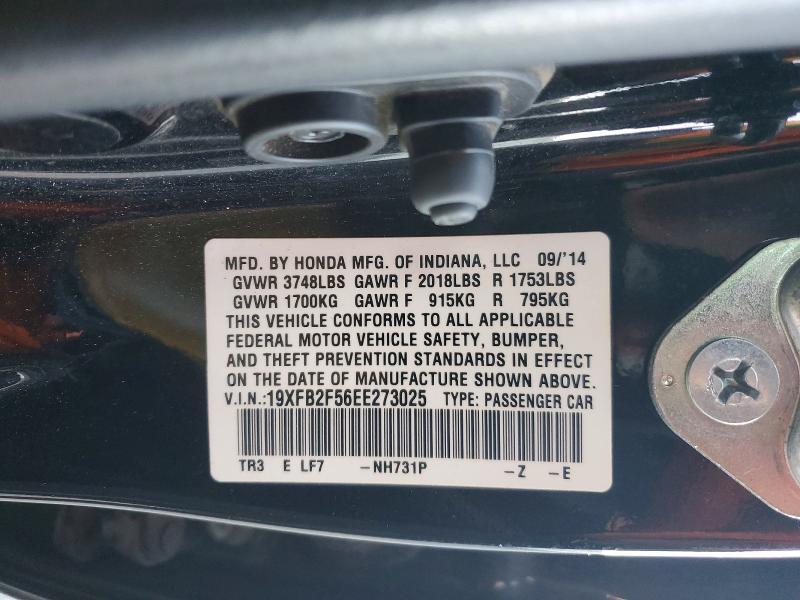 MFD. BY HONDA MFG. OF INDIANA, LLC 09/'14
GVWR 3748LBS GAWR F 2018LBS R 1753LBS
GVWR 1700KG GAWR F 915KG R 795KG
THIS VEHICLE CONFORMS TO ALL APPLICABLE
FEDERAL MOTOR VEHICLE SAFETY, BUMPER,
AND THEFT PREVENTION STANDARDS IN EFFECT
ON THE DATE OF MANUFACTURE SHOWN ABOVE.
V.I.N.:19XFB2F56EE273025 TYPE: PASSENGER CAR
TR3 E LF7 –NH731P –Z –E